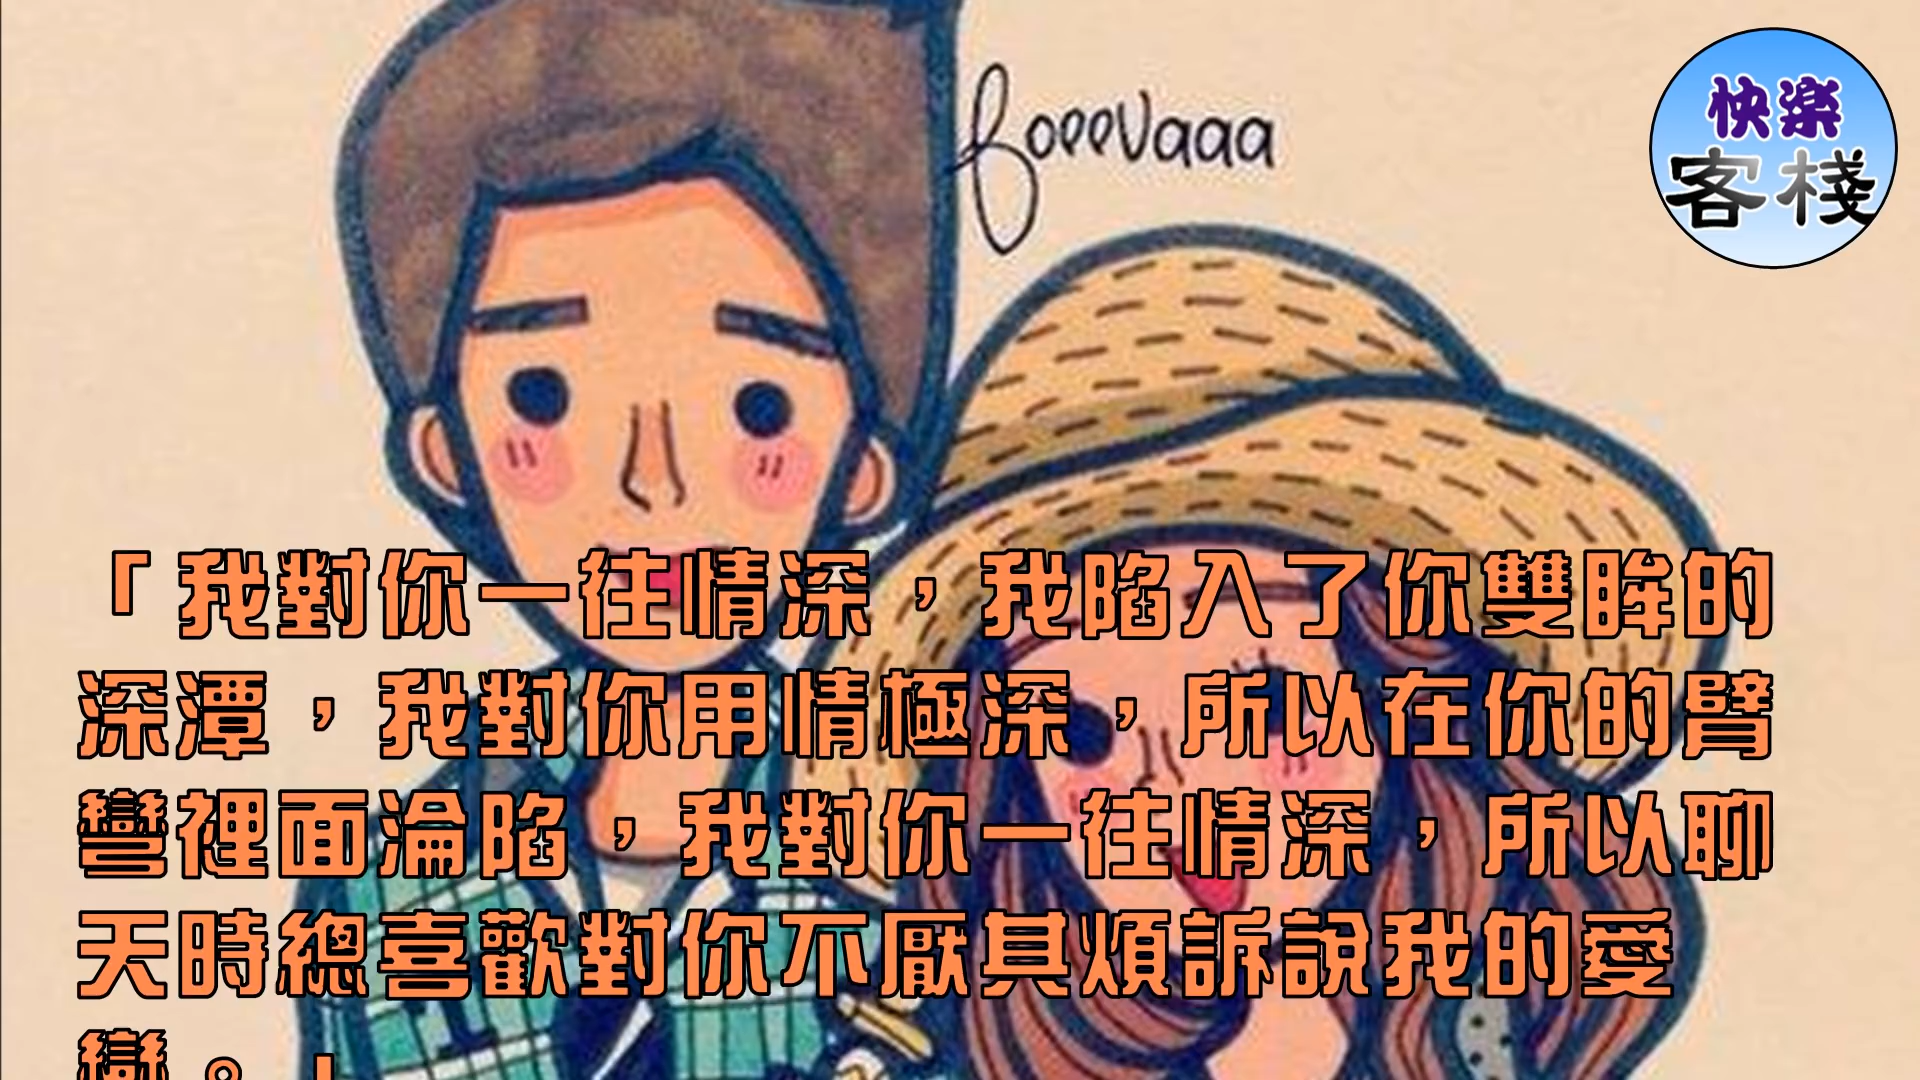 foeevaaa
快樂
客棧
「我對你一往情深，我陷入了你雙眸的
深潭，我對你用情極深，所以在你的臂
彎裡面淪陷，我對你一往情深，所以聊
天時總喜歡對你不厭其煩訴說我的愛
戀。」